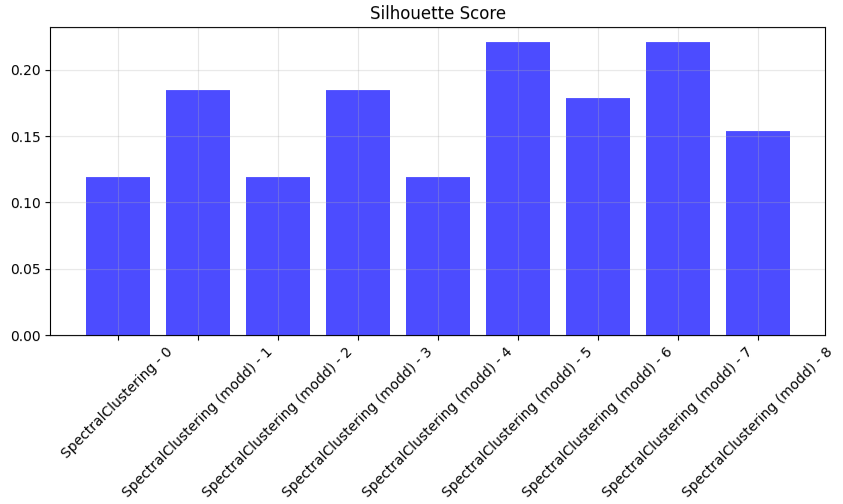 Silhouette Score
0.20
0.15
0.10
0.05
0.00
SpectralClustering - 0
SpectralClustering (modd) - 1
SpectralClustering (modd) - 2
SpectralClustering (modd) - 3
SpectralClustering (modd) - 4
SpectralClustering (modd) - 5
SpectralClustering (modd) - 6
SpectralClustering (modd) - 7
SpectralClustering (modd) - 8